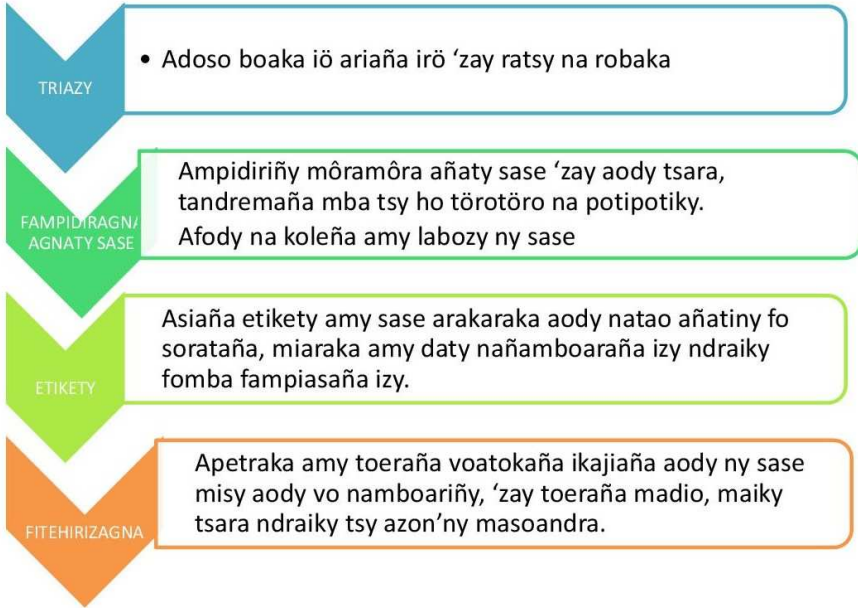 TRIAZY
• Adoso boaka iö ariaña irö ‘zay ratsy na robaka
FAMPIDIRAGNA
AGNATY SASE
Ampidiriñy môramôra añaty sase ‘zay aody tsara,
tandremaña mba tsy ho törotöro na potipotiky.
Afody na koleña amy labozy ny sase
ETIKETY
Asiaña etikety amy sase arakaraka aody natao añatiny fo
sorataña, miaraka amy daty nañamboaraña izy ndraiky
fomba fampiasaña izy.
FITEHIRIZAGNA
Apetraka amy toeraña voatokaña ikajiaña aody ny sase
misy aody vo namboariñy, ‘zay toeraña madio, maiky
tsara ndraiky tsy azon’ny masoandra.